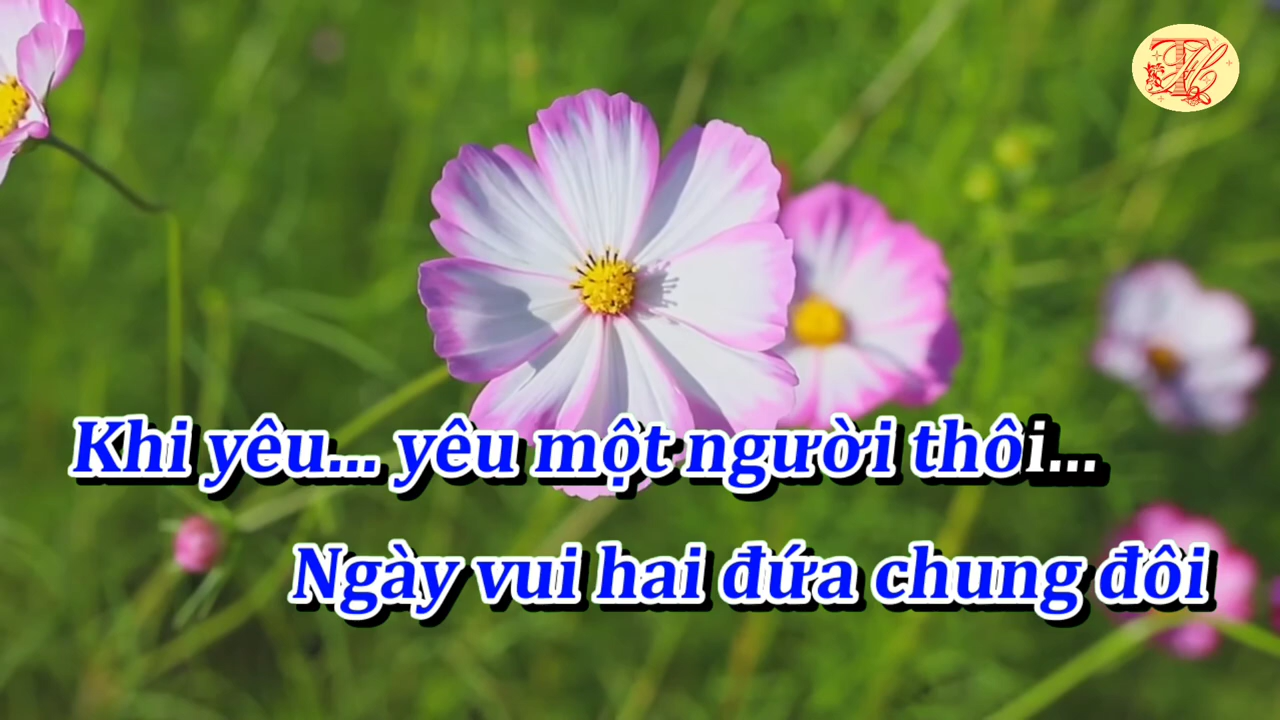 Khi yêu... yêu một người thôi...
Ngày vui hai đứa chung đôi